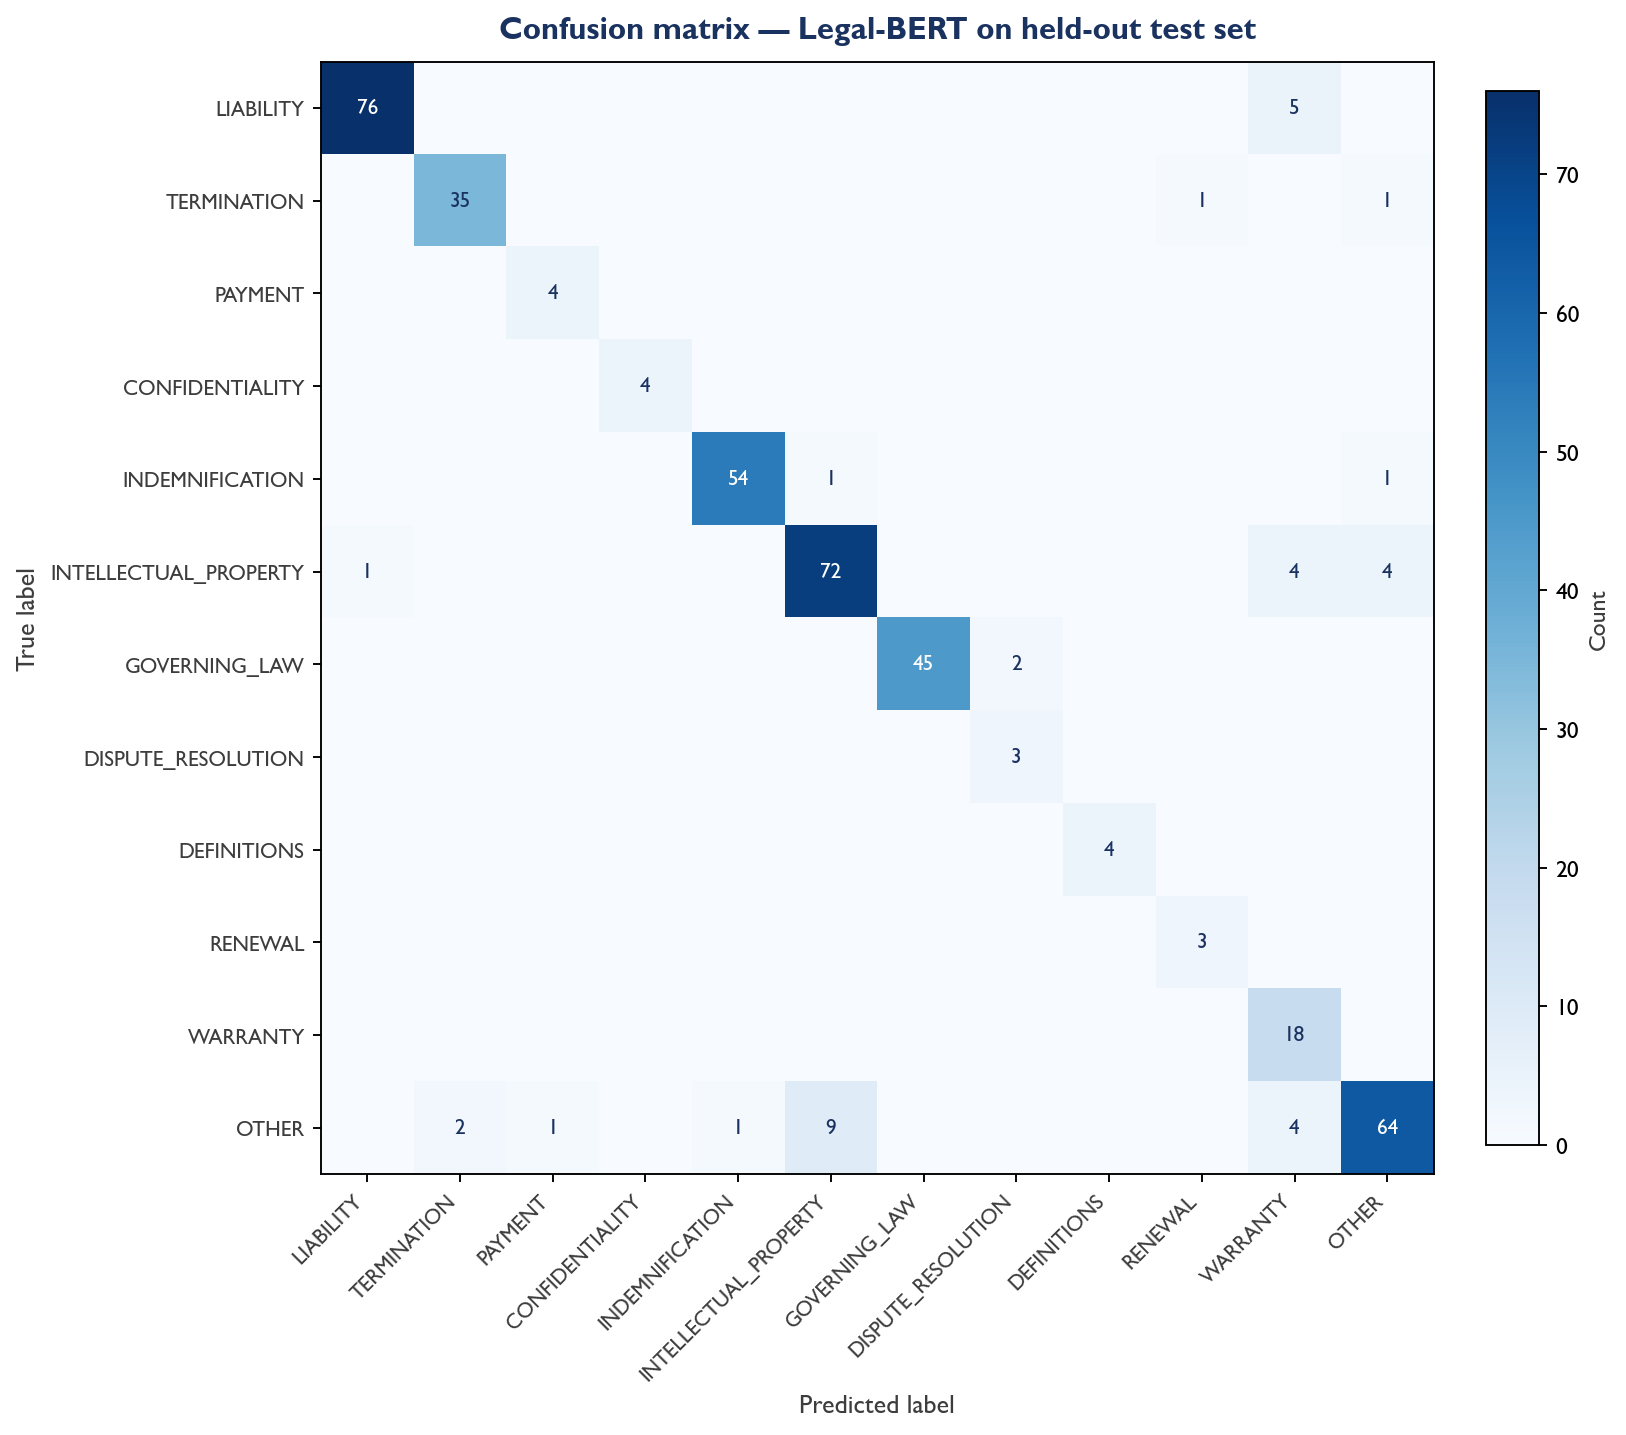 Confusion matrix — Legal-BERT on held-out test set
LIABILITY 76 5
TERMINATION 35 1 1
PAYMENT 4
CONFIDENTIALITY 4
INDEMNIFICATION 54 1 1
INTELLECTUAL_PROPERTY 1 72 4 4
GOVERNING_LAW 45 2
DISPUTE_RESOLUTION 3
DEFINITIONS 4
RENEWAL 3
WARRANTY 18
OTHER 2 1 1 9 4 64
True label
LIABILITY
TERMINATION
PAYMENT
CONFIDENTIALITY
INDEMNIFICATION
INTELLECTUAL_PROPERTY
GOVERNING_LAW
DISPUTE_RESOLUTION
DEFINITIONS
RENEWAL
WARRANTY
OTHER
Predicted label
70
60
50
40
30
20
10
0
Count